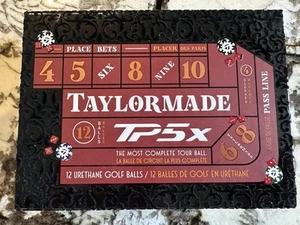 PLACE BETS PLACER DES PARIS
4 5 SIX 8 NINE 10
PASS LINE
TAYLORMADE
12 BALLS BALLES TP5x
THE MOST COMPLETE TOUR BALL.
LA BALLE DE CIRCUIT LA PLUS COMPLÈTE
12 URETHANE GOLF BALLS / 12 BALLES DE GOLF EN URÉTHANE